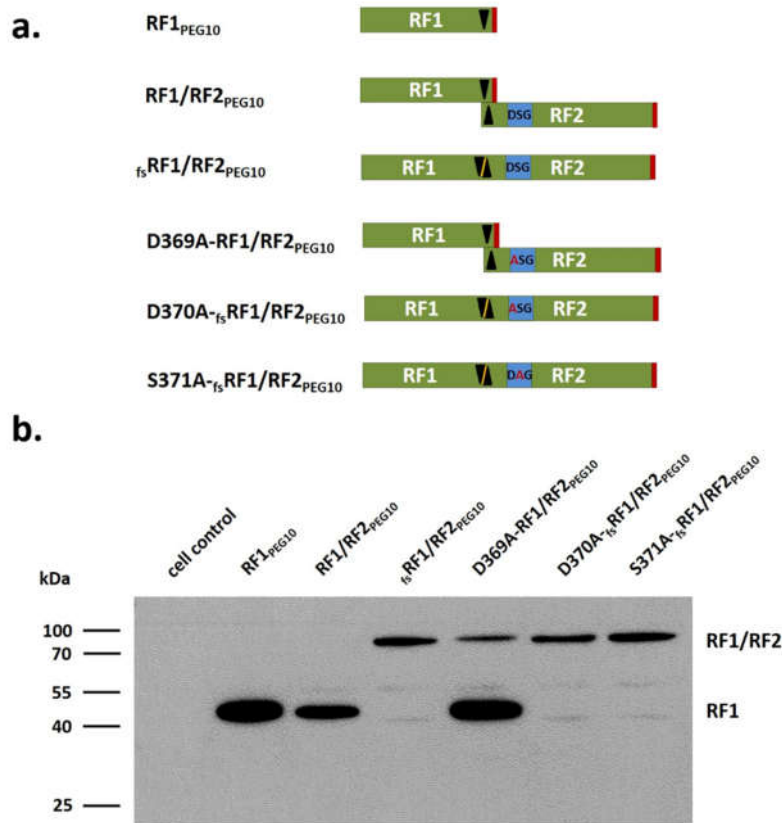 a.
RF1PEG10
RF1
RF1/RF2PEG10
RF1
DSG RF2
fsRF1/RF2PEG10
RF1 DSG RF2
D369A-RF1/RF2PEG10
RF1
ASG RF2
D370A-fsRF1/RF2PEG10
RF1 ASG RF2
S371A-fsRF1/RF2PEG10
RF1 DAG RF2
b.
cell control
RF1PEG10
RF1/RF2PEG10
fsRF1/RF2PEG10
D369A-RF1/RF2PEG10
D370A-fsRF1/RF2PEG10
S371A-fsRF1/RF2PEG10
kDa
100
RF1/RF2
70
55
RF1
40
25